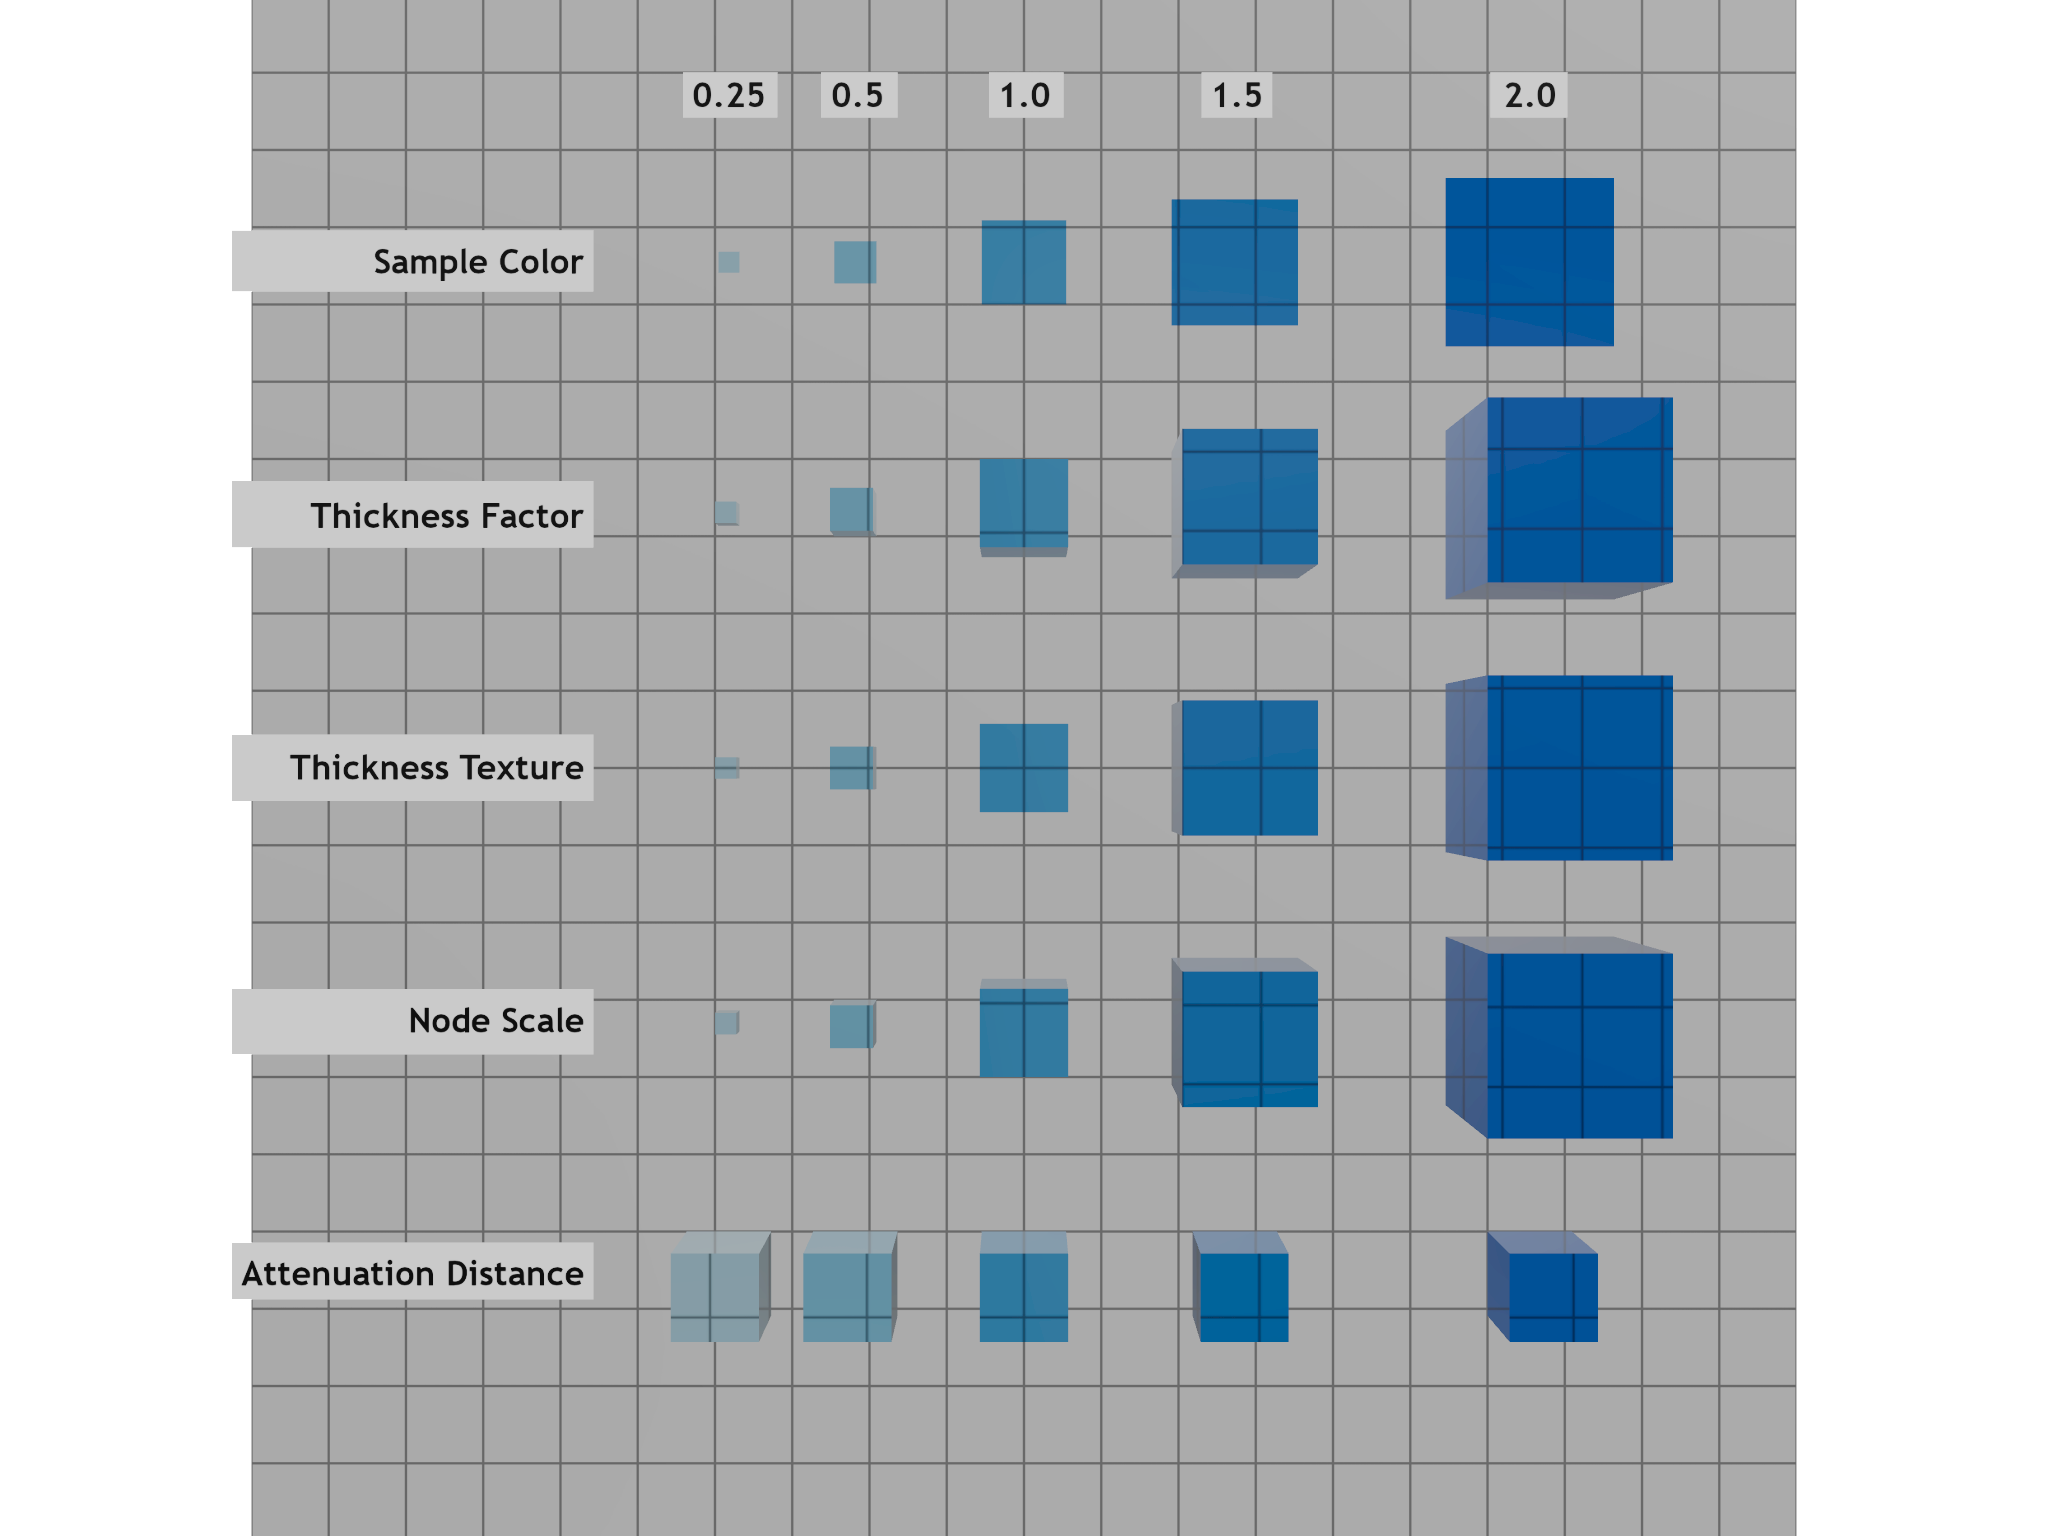 0.25 0.5 1.0 1.5 2.0
Sample Color
Thickness Factor
Thickness Texture
Node Scale
Attenuation Distance